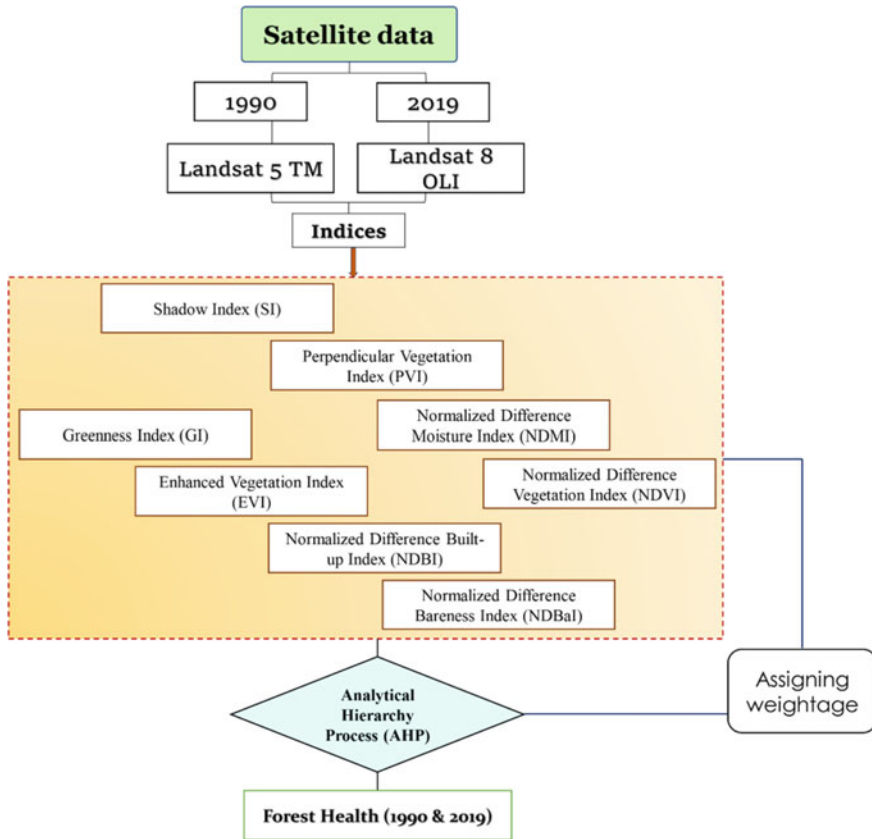 Satellite data
1990
2019
Landsat 5 TM
Landsat 8
OLI
Indices
Shadow Index (SI)
Perpendicular Vegetation
Index (PVI)
Greenness Index (GI)
Normalized Difference
Moisture Index (NDMI)
Enhanced Vegetation Index
(EVI)
Normalized Difference
Vegetation Index (NDVI)
Normalized Difference Built-
up Index (NDBI)
Normalized Difference
Bareness Index (NDBaI)
Assigning
weightage
Analytical
Hierarchy
Process (AHP)
Forest Health (1990 & 2019)